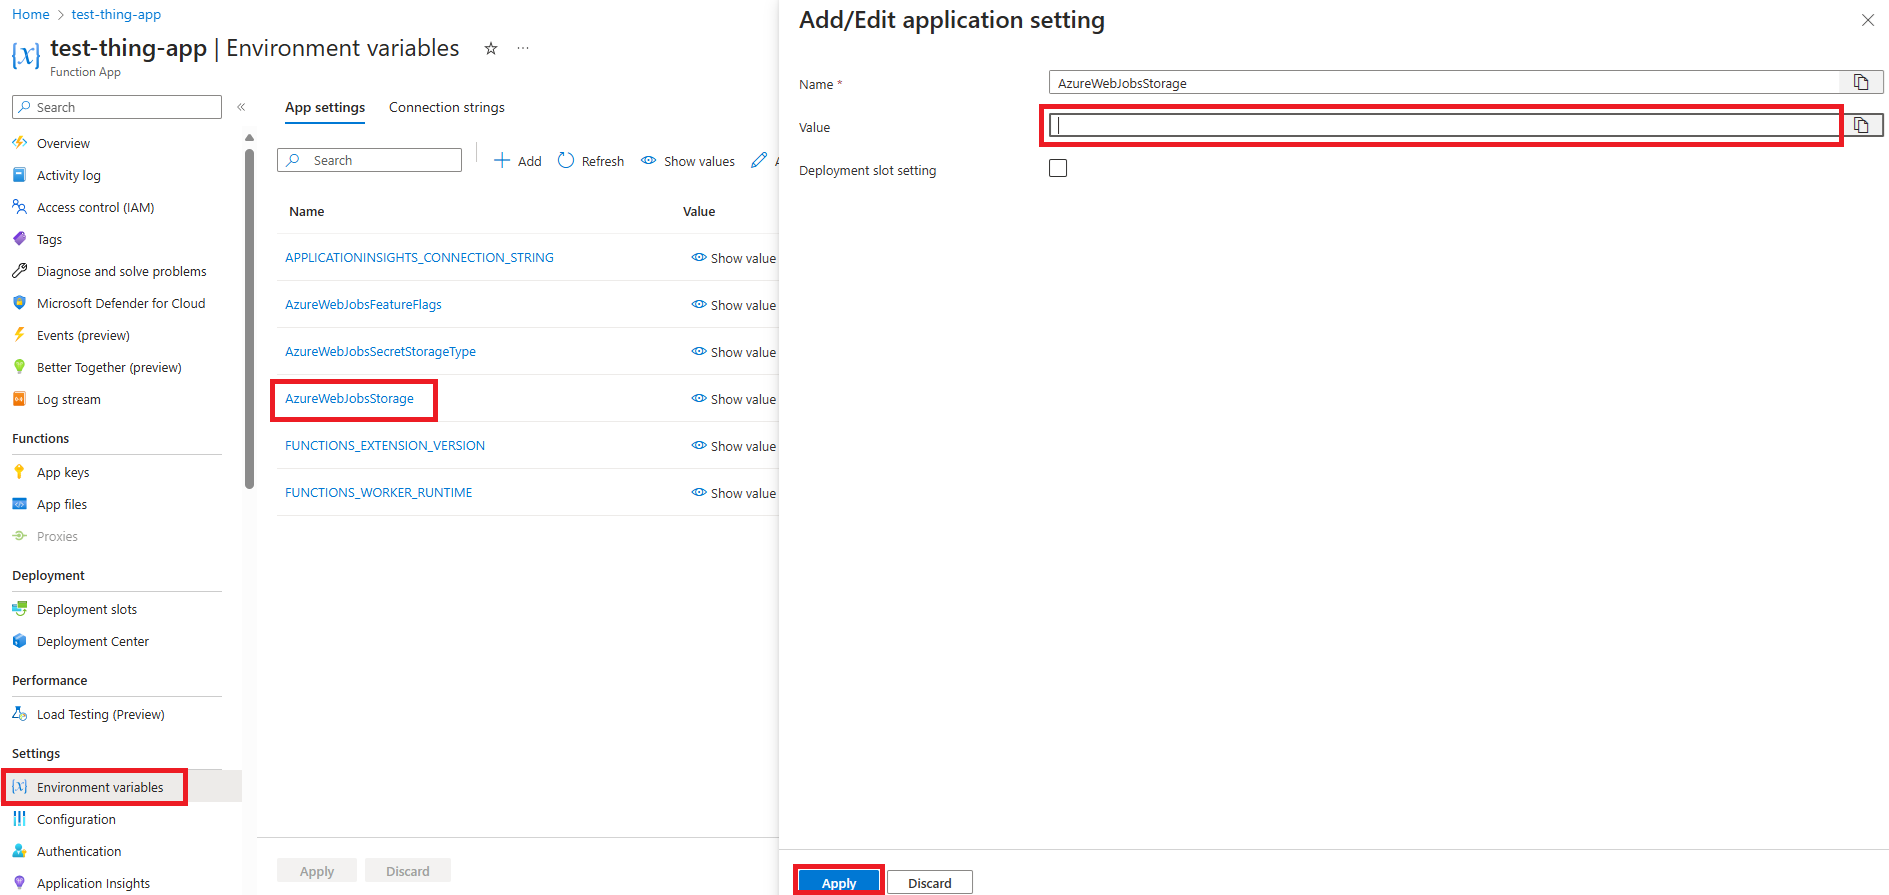 Home > test-thing-app
test-thing-app | Environment variables
Function App
Search
Overview
Activity log
Access control (IAM)
Tags
Diagnose and solve problems
Microsoft Defender for Cloud
Events (preview)
Better Together (preview)
Log stream
Functions
App keys
App files
Proxies
Deployment
Deployment slots
Deployment Center
Performance
Load Testing (Preview)
Settings
Environment variables
Configuration
Authentication
Application Insights
App settings Connection strings
Search Add Refresh Show values
Name Value
APPLICATIONINSIGHTS_CONNECTION_STRING Show value
AzureWebJobsFeatureFlags Show value
AzureWebJobsSecretStorageType Show value
AzureWebJobsStorage Show value
FUNCTIONS_EXTENSION_VERSION Show value
FUNCTIONS_WORKER_RUNTIME Show value
Apply Discard
Add/Edit application setting
Name * AzureWebJobsStorage
Value
Deployment slot setting
Apply Discard